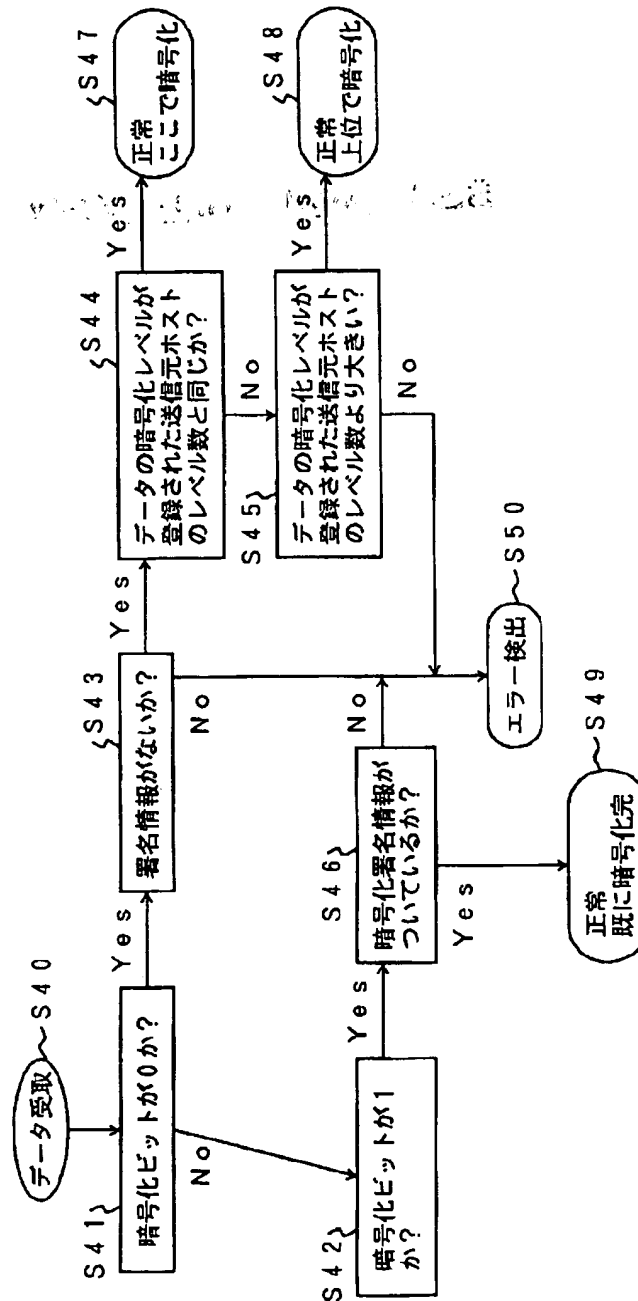 データ受取
S40
S41
暗号化ビットが0か?
Yes
No
S42
暗号化ビットが1
か?
Yes
S43
署名情報がないか?
Yes
No
S46
暗号化署名情報が
ついているか?
No
Yes
S44
データの暗号化レベルが
登録された送信元ホスト
のレベル数と同じか?
Yes
No
S45
データの暗号化レベルが
登録された送信元ホスト
のレベル数より大きい?
Yes
No
S47
正常
ここで暗号化
S48
正常
上位で暗号化
S50
エラー検出
S49
正常
既に暗号化完